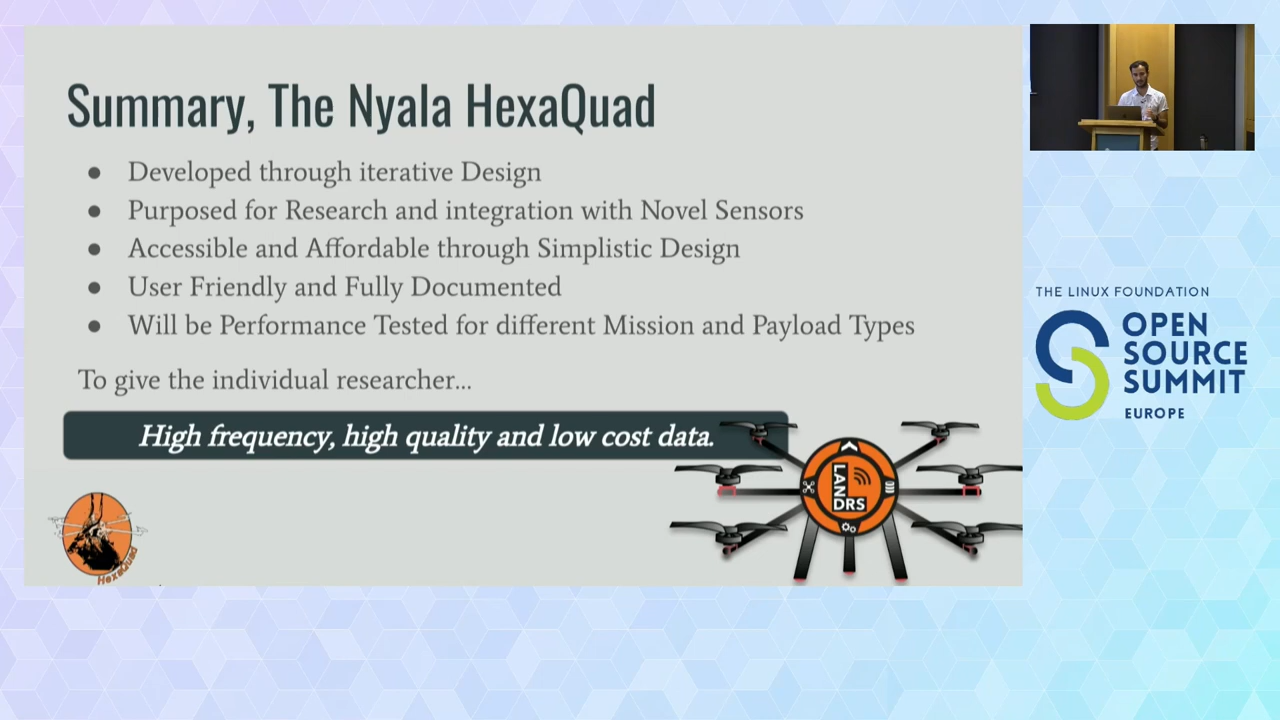 Summary, The Nyala HexaQuad
● Developed through iterative Design
● Purposed for Research and integration with Novel Sensors
● Accessible and Affordable through Simplistic Design
● User Friendly and Fully Documented
● Will be Performance Tested for different Mission and Payload Types
To give the individual researcher...
High frequency, high quality and low cost data.
LANDRS
HexaQuad
THE LINUX FOUNDATION
OPEN
SOURCE
SUMMIT
EUROPE